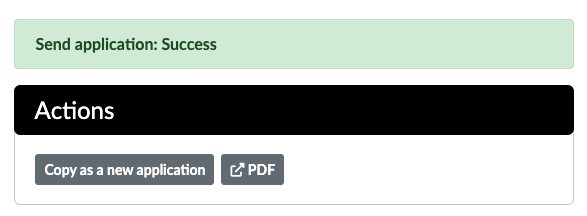 Send application: Success
Actions
Copy as a new application
PDF